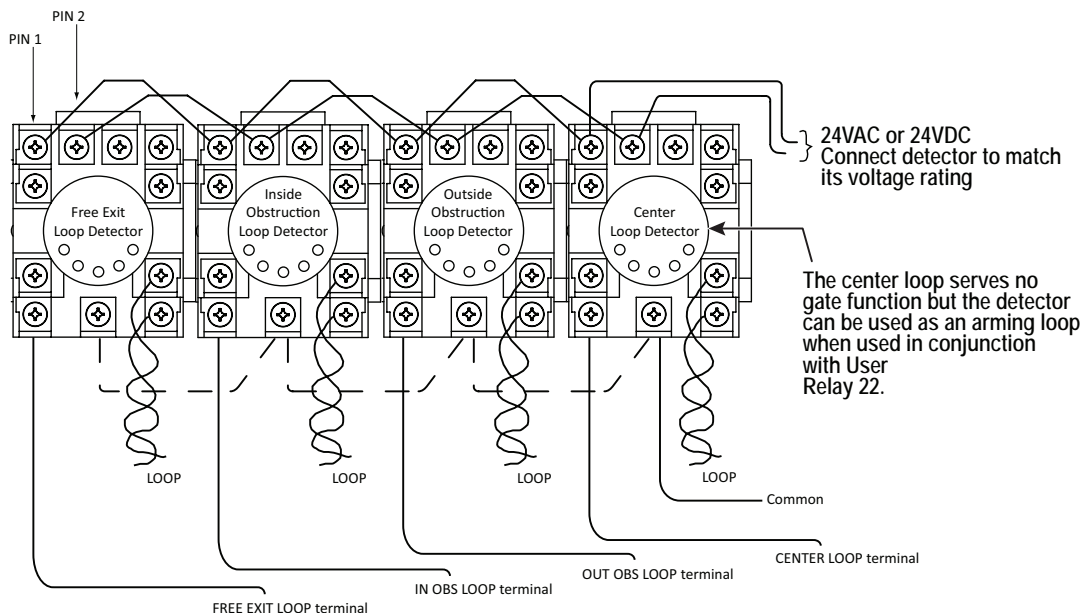 PIN 2
PIN 1
24VAC or 24VDC
Connect detector to match
its voltage rating
Free Exit
Loop Detector
Inside
Obstruction
Loop Detector
Outside
Obstruction
Loop Detector
Center
Loop Detector
The center loop serves no
gate function but the detector
can be used as an arming loop
when used in conjunction
with User
Relay 22.
LOOP
LOOP
LOOP
LOOP
Common
CENTER LOOP terminal
OUT OBS LOOP terminal
IN OBS LOOP terminal
FREE EXIT LOOP terminal